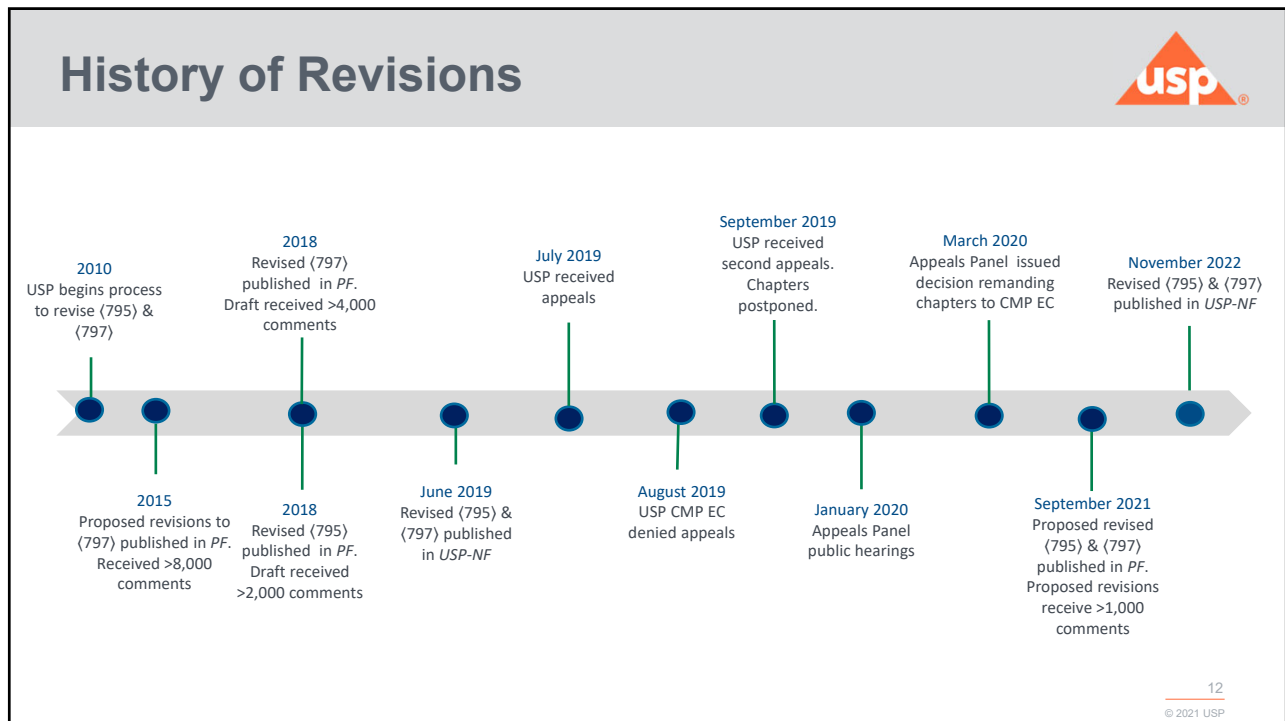 History of Revisions
usp®
2010
USP begins process
to revise ⟨795⟩ &
⟨797⟩
2015
Proposed revisions to
⟨797⟩ published in PF.
Received >8,000
comments
2018
Revised ⟨797⟩
published in PF.
Draft received >4,000
comments
2018
Revised ⟨795⟩
published in PF.
Draft received
>2,000 comments
June 2019
Revised ⟨795⟩ &
⟨797⟩ published
in USP-NF
July 2019
USP received
appeals
August 2019
USP CMP EC
denied appeals
September 2019
USP received
second appeals.
Chapters
postponed.
January 2020
Appeals Panel
public hearings
March 2020
Appeals Panel issued
decision remanding
chapters to CMP EC
September 2021
Proposed revised
⟨795⟩ & ⟨797⟩
published in PF.
Proposed revisions
receive >1,000
comments
November 2022
Revised ⟨795⟩ & ⟨797⟩
published in USP-NF
12
© 2021 USP